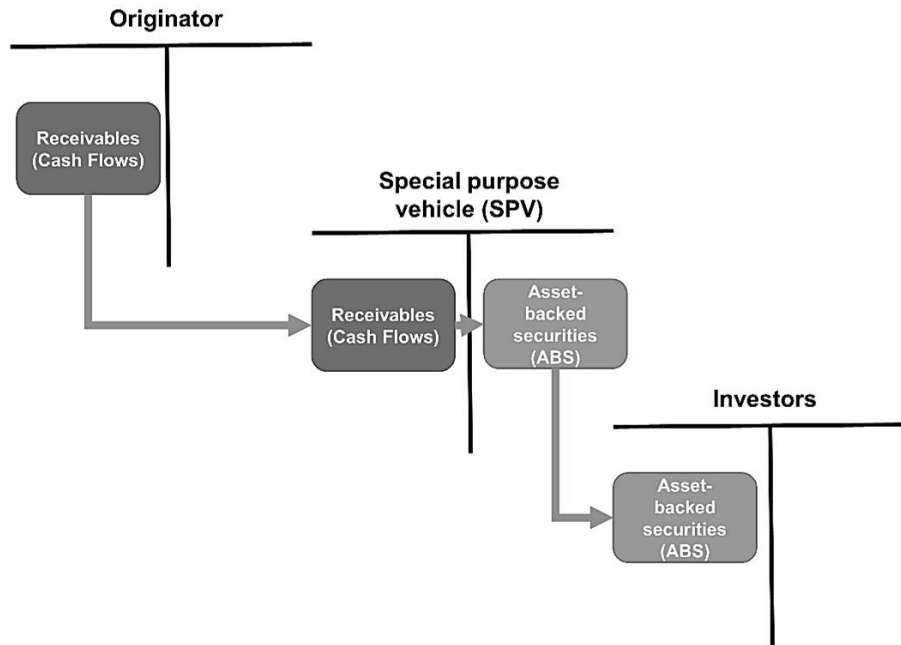 Originator
Receivables
(Cash Flows)
Special purpose
vehicle (SPV)
Receivables
(Cash Flows)
Asset-
backed
securities
(ABS)
Investors
Asset-
backed
securities
(ABS)